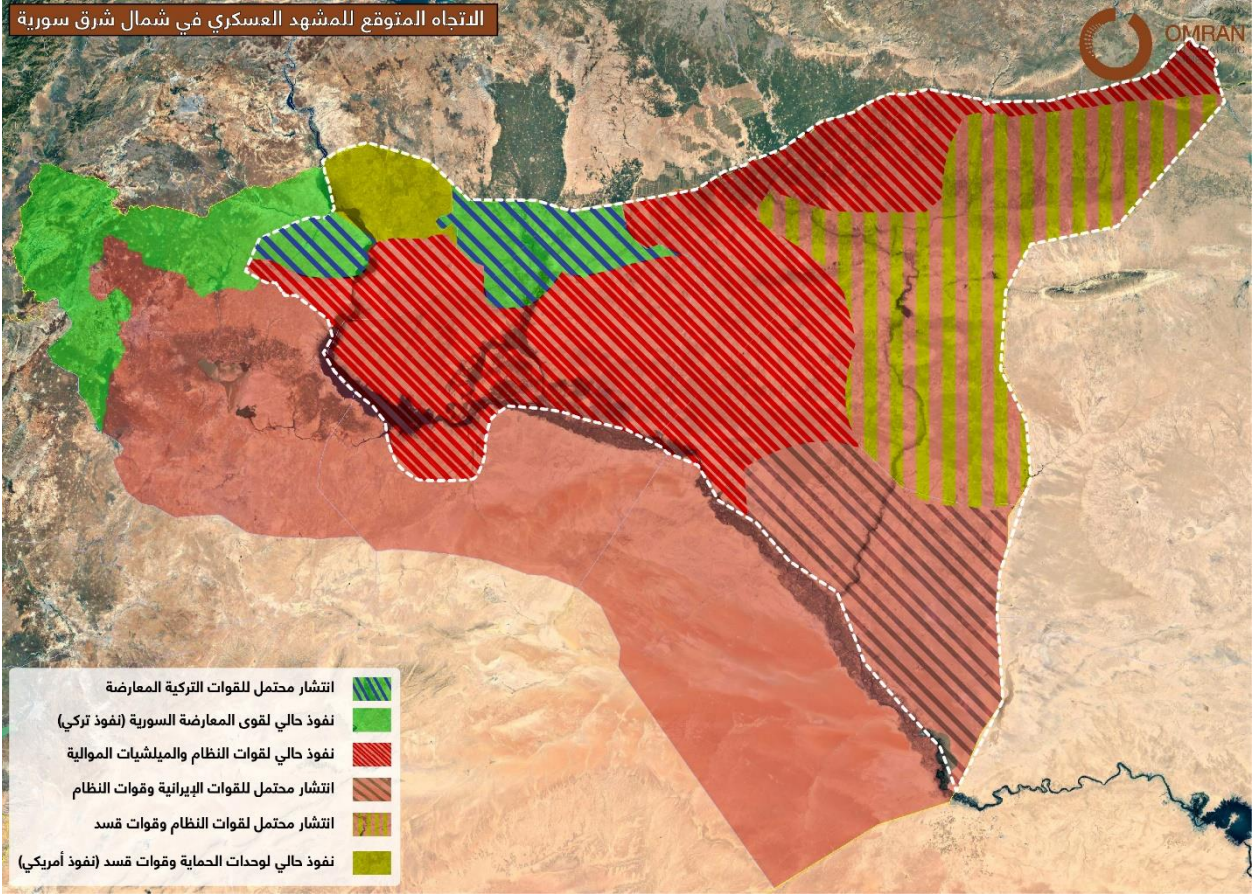 الاتجاه المتوقع للمشهد العسكري في شمال شرق سورية
OMRAN
انتشار محتمل للقوات التركية المعارضة
نفوذ حالي لقوى المعارضة السورية (نفوذ تركي)
نفوذ حالي لقوات النظام والميلشيات الموالية
انتشار محتمل للقوات الإيرانية وقوات النظام
انتشار محتمل لقوات النظام وقوات قسد
نفوذ حالي لوحدات الحماية وقوات قسد (نفوذ أمريكي)